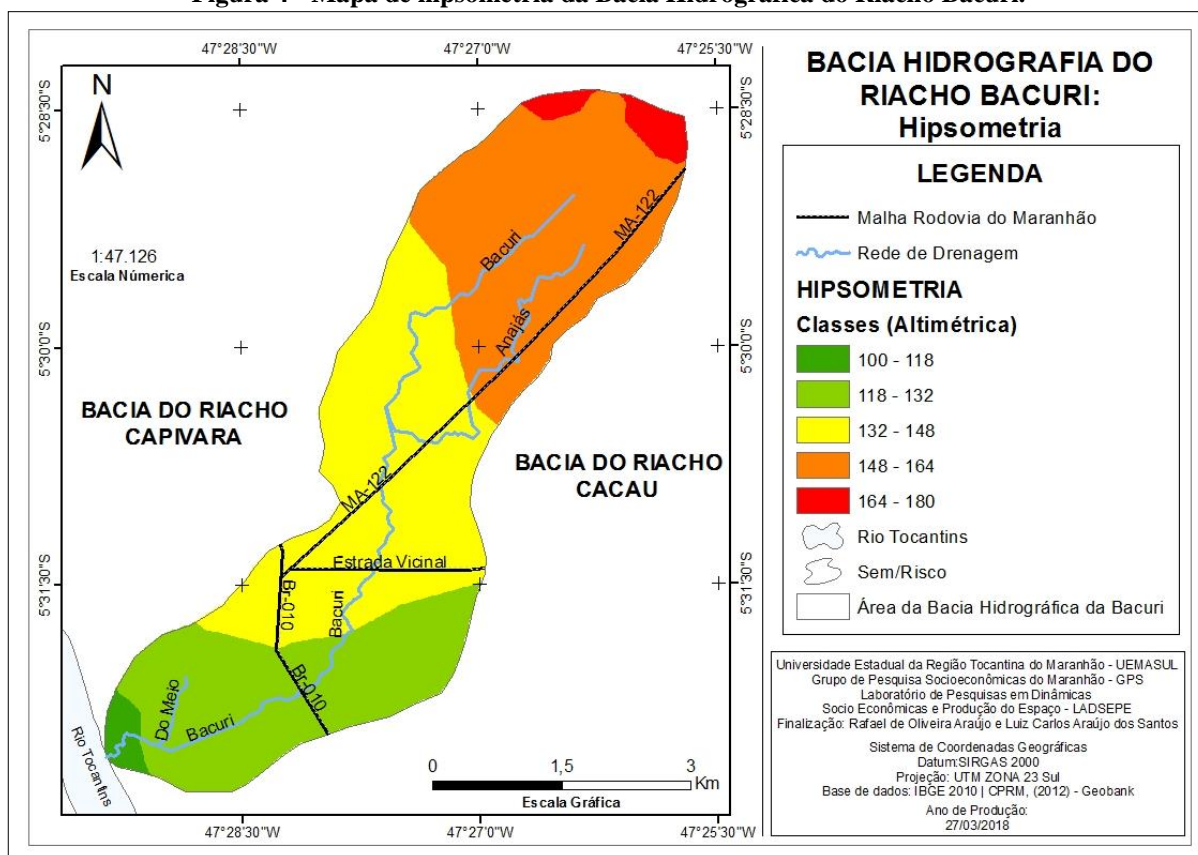 Figura 4 - Mapa de hipsometria da Bacia Hidrográfica do Riacho Bacuri.
47°28'30"W
47°27'0"W
47°25'30"W
N
5°28'30"S
5°28'30"S
1:47.126
Escala Númerica
Bacuri
MA-122
Anajás
5°30'0"S
5°30'0"S
BACIA DO RIACHO
CAPIVARA
BACIA DO RIACHO
CACAU
MA-122
Estrada Vicinal
5°31'30"S
5°31'30"S
Br-010
Bacuri
Br-010
Do Meio
Bacuri
Rio Tocantins
0
1,5
3
Km
Escala Gráfica
47°28'30"W
47°27'0"W
47°25'30"W
BACIA HIDROGRAFIA DO
RIACHO BACURI:
Hipsometria
LEGENDA
Malha Rodovia do Maranhão
Rede de Drenagem
HIPSOMETRIA
Classes (Altimétrica)
100 - 118
118 - 132
132 - 148
148 - 164
164 - 180
Rio Tocantins
Sem/Risco
Área da Bacia Hidrográfica da Bacuri
Universidade Estadual da Região Tocantina do Maranhão - UEMASUL
Grupo de Pesquisa Socioeconômicas do Maranhão - GPS
Laboratório de Pesquisas em Dinâmicas
Socio Econômicas e Produção do Espaço - LADSEPE
Finalização: Rafael de Oliveira Araújo e Luiz Carlos Araújo dos Santos
Sistema de Coordenadas Geográficas
Datum:SIRGAS 2000
Projeção: UTM ZONA 23 Sul
Base de dados: IBGE 2010 | CPRM, (2012) - Geobank
Ano de Produção:
27/03/2018